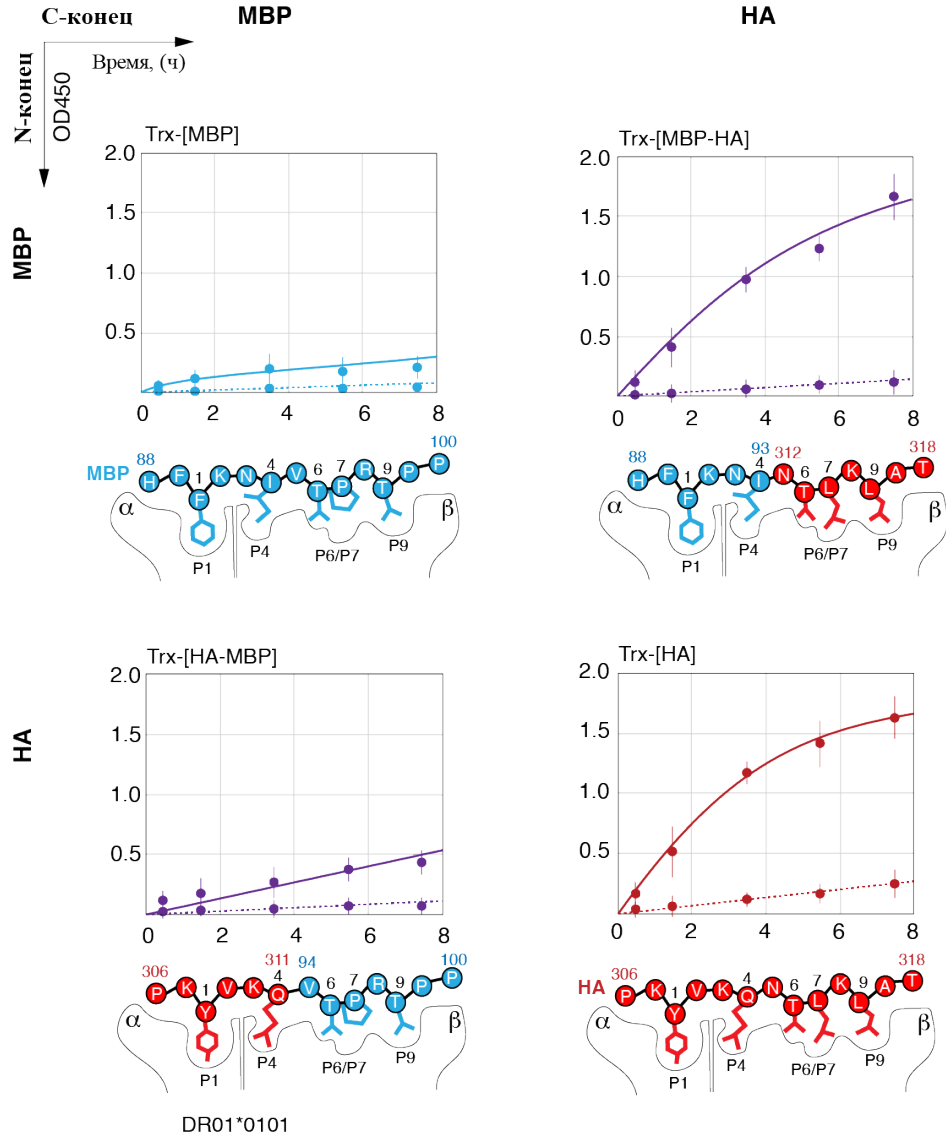 С-конец MBP HA
Время, (ч)
N-конец
OD450
MBP
Trx-[MBP]
2.0
1.5
1.0
0.5
0 2 4 6 8
88 100
MBP H F 1 F K N 4 I V 6 T 7 P R 9 T P P
α β
P1 P4 P6/P7 P9
Trx-[MBP-HA]
2.0
1.5
1.0
0.5
0 2 4 6 8
88 93 312 318
H F 1 F K N 4 I N 6 T 7 L K 9 L A T
α β
P1 P4 P6/P7 P9
HA
Trx-[HA-MBP]
2.0
1.5
1.0
0.5
0 2 4 6 8
306 311 94 100
P K 1 Y V K 4 Q V 6 T 7 P R 9 T P P
α β
P1 P4 P6/P7 P9
Trx-[HA]
2.0
1.5
1.0
0.5
0 2 4 6 8
306 318
HA P K 1 Y V K 4 Q N 6 T 7 L K 9 L A T
α β
P1 P4 P6/P7 P9
DR01*0101